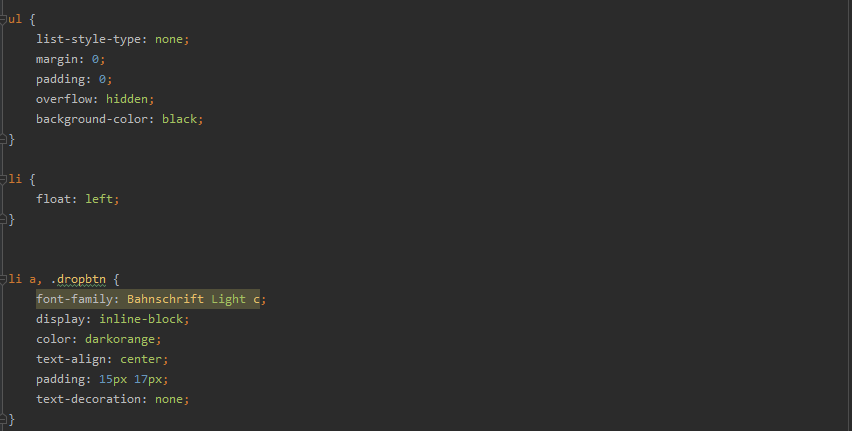 ul {
list-style-type: none;
margin: 0;
padding: 0;
overflow: hidden;
background-color: black;
}
li {
float: left;
}
li a, .dropbtn {
font-family: Bahnschrift Light c;
display: inline-block;
color: darkorange;
text-align: center;
padding: 15px 17px;
text-decoration: none;
}